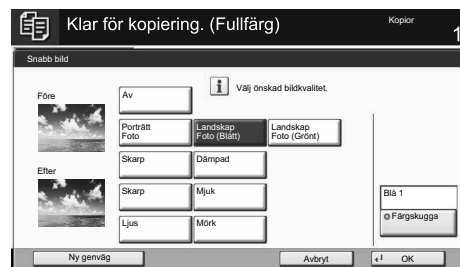 Klar för kopiering. (Fullfärg)
Kopior
1
Snabb bild
Före
Av
i Välj önskad bildkvalitet.
Porträtt
Foto
Landskap
Foto (Blått)
Landskap
Foto (Grönt)
Efter
Skarp
Dämpad
Skarp
Mjuk
Blå 1
Färgskugga
Ljus
Mörk
Ny genväg
Avbryt
OK